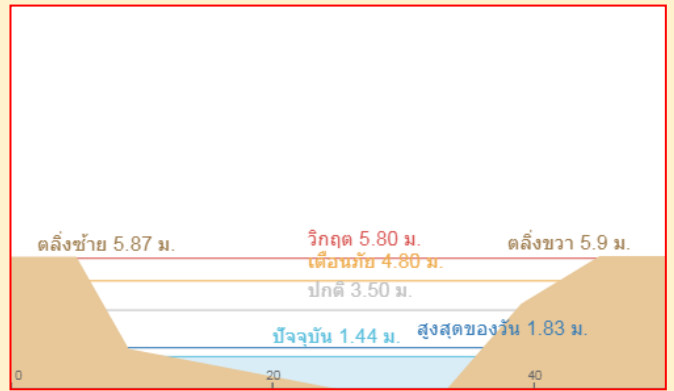 วิกฤต 5.80 ม.
ตลิ่งซ้าย 5.87 ม.
ตลิ่งขวา 5.9 ม.
เตือนภัย 4.80 ม.
ปกติ 3.50 ม.
สูงสุดของวัน 1.83 ม.
ปัจจุบัน 1.44 ม.
0
20
40